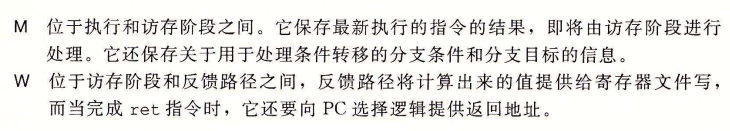 M 位于执行和访存阶段之间。它保存最新执行的指令的结果，即将由访存阶段进行
处理。它还保存关于用于处理条件转移的分支条件和分支目标的信息。
W 位于访存阶段和反馈路径之间，反馈路径将计算出来的值提供给寄存器文件写，
而当完成 ret 指令时，它还要向 PC 选择逻辑提供返回地址。